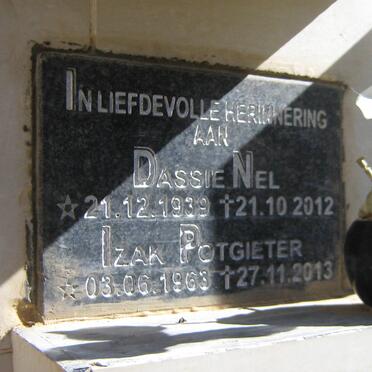 IN LIEFDEVOLLE HERINNERING
AAN
DASSIE NEL
☆ 21.12.1939 †21.10 2012
IZAK POTGIETER
☆ 03.06.1963 †27.11.2013